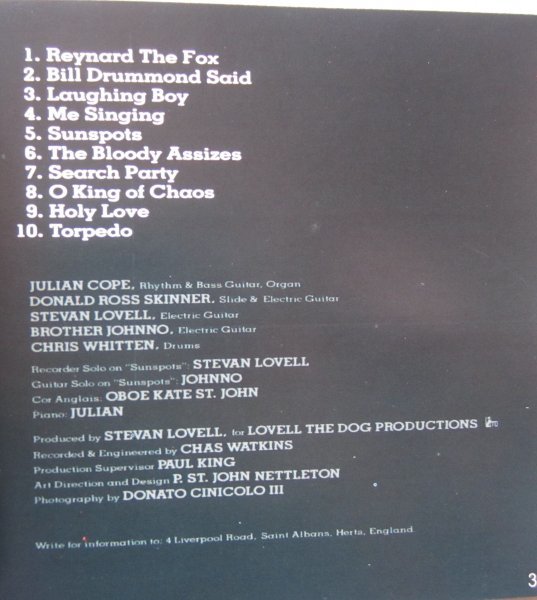 1. Reynard The Fox
2. Bill Drummond Said
3. Laughing Boy
4. Me Singing
5. Sunspots
6. The Bloody Assizes
7. Search Party
8. O King of Chaos
9. Holy Love
10. Torpedo
JULIAN COPE, Rhythm & Bass Guitar, Organ
DONALD ROSS SKINNER, Slide & Electric Guitar
STEVAN LOVELL, Electric Guitar
BROTHER JOHNNO, Electric Guitar
CHRIS WHITTEN, Drums
Recorder Solo on "Sunspots": STEVAN LOVELL
Guitar Solo on "Sunspots": JOHNNO
Cor Anglais: OBOE KATE ST. JOHN
Piano: JULIAN
Produced by STEVAN LOVELL, for LOVELL THE DOG PRODUCTIONS
Recorded & Engineered by CHAS WATKINS
Production Supervisor PAUL KING
Art Direction and Design P. ST. JOHN NETTLETON
Photography by DONATO CINICOLO III
Write for information to: 4 Liverpool Road, Saint Albans, Herts, England.
3